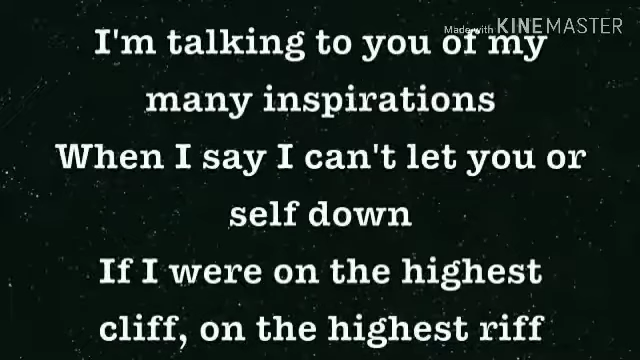 Made with KINEMASTER
I'm talking to you of my
many inspirations
When I say I can't let you or
self down
If I were on the highest
cliff, on the highest riff